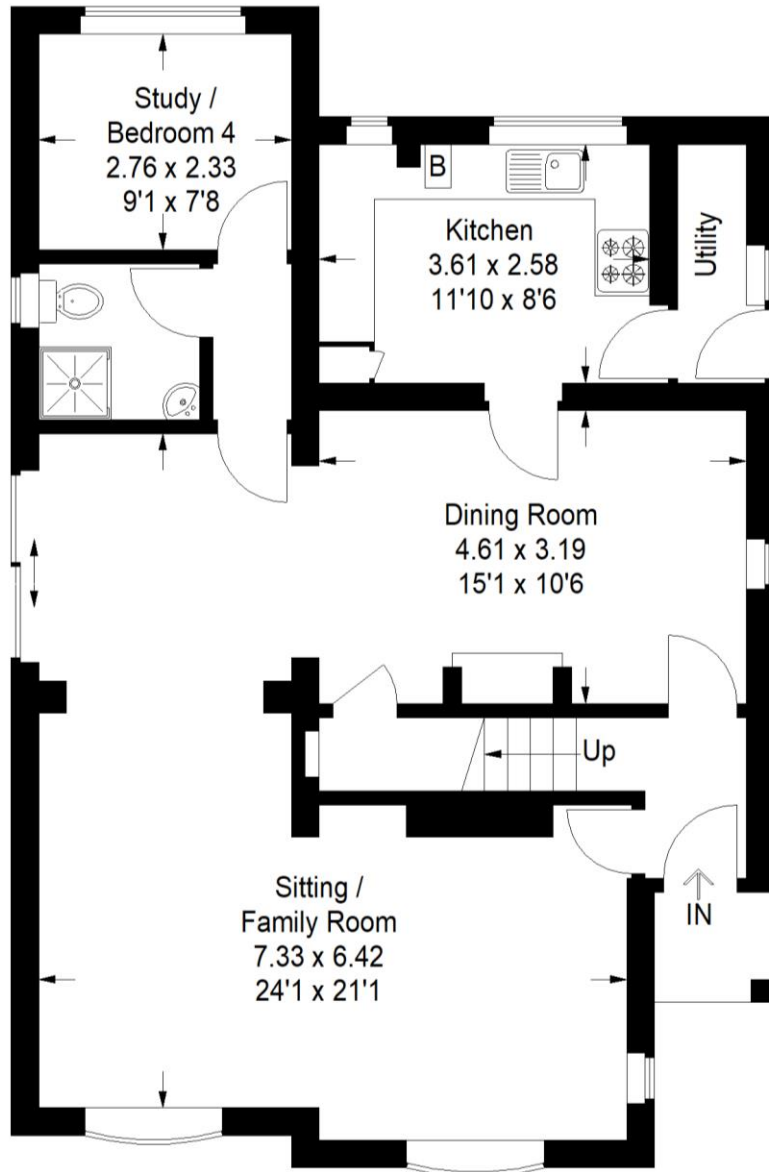 Study /
Bedroom 4
2.76 x 2.33
9'1 x 7'8
B
Kitchen
3.61 x 2.58
11'10 x 8'6
Utility
Dining Room
4.61 x 3.19
15'1 x 10'6
Up
Sitting /
Family Room
7.33 x 6.42
24'1 x 21'1
IN